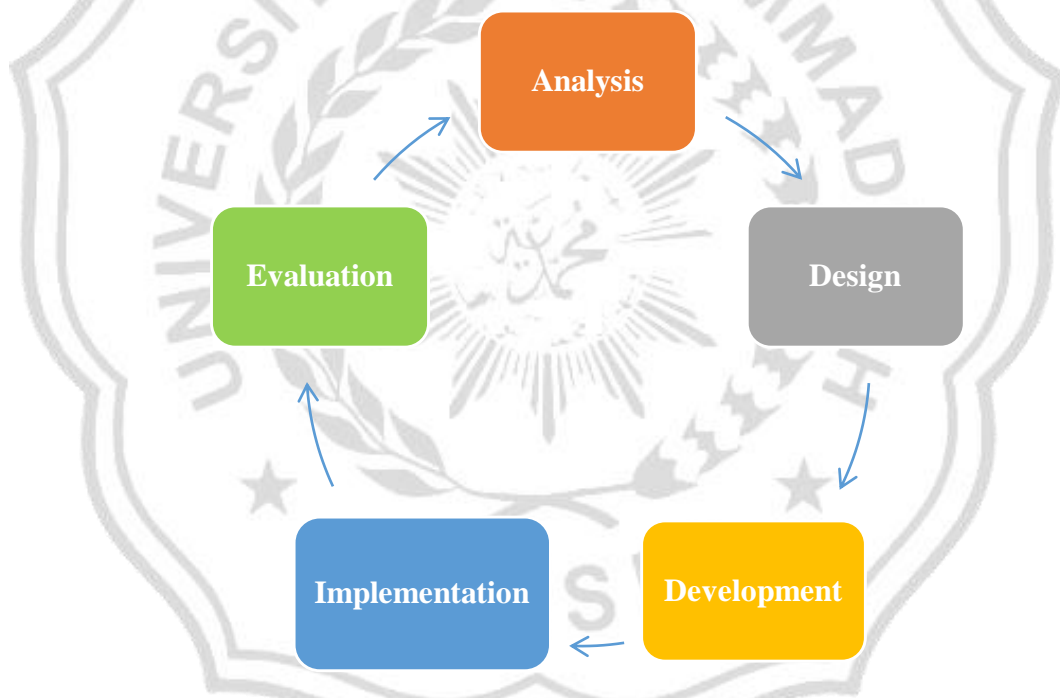 Analysis
Evaluation
Design
Implementation
Development